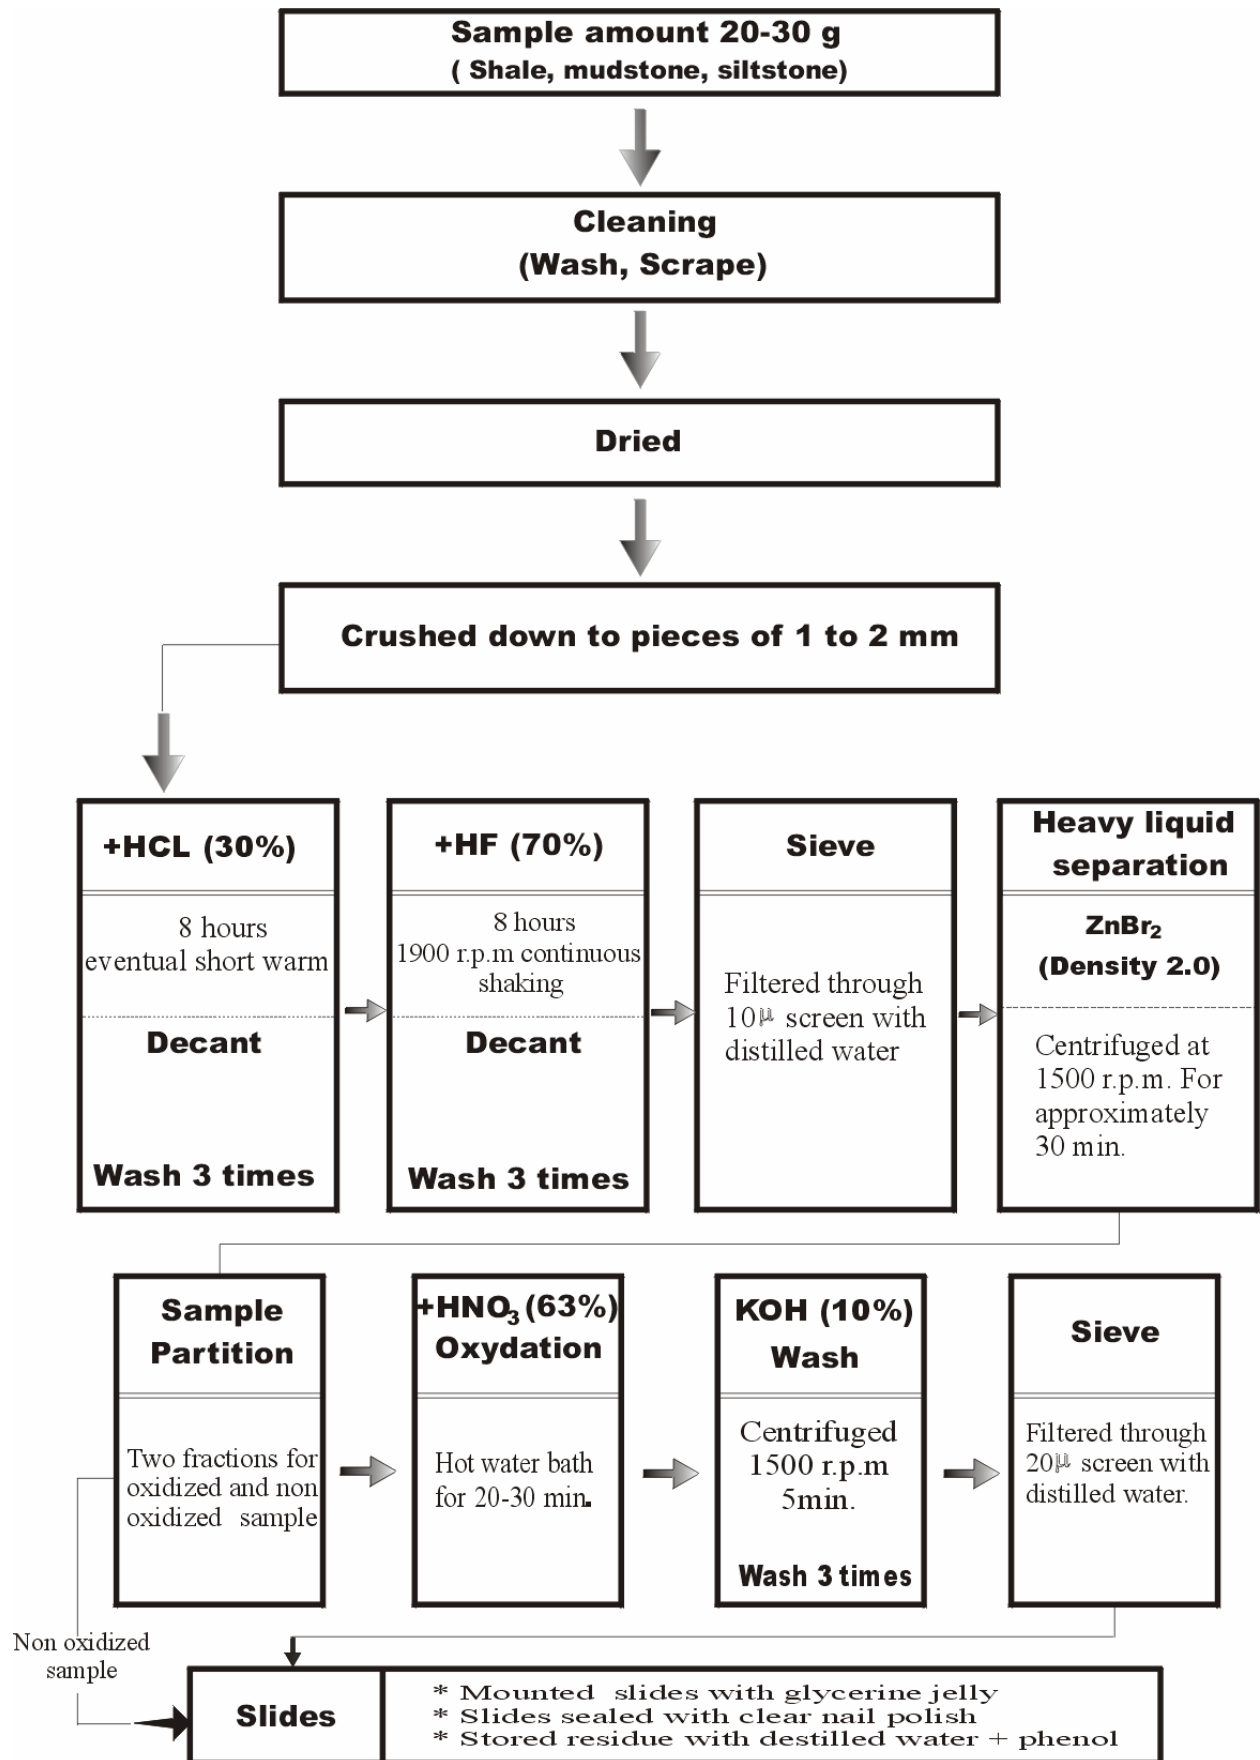 Sample amount 20-30 g
( Shale, mudstone, siltstone)
Cleaning
(Wash, Scrape)
Dried
Crushed down to pieces of 1 to 2 mm
+HCL (30%)
8 hours
eventual short warm
Decant
Wash 3 times
+HF (70%)
8 hours
1900 r.p.m continuous
shaking
Decant
Wash 3 times
Sieve
Filtered through
10µ screen with
distilled water
Heavy liquid
separation
ZnBr₂
(Density 2.0)
Centrifuged at
1500 r.p.m. For
approximately
30 min.
Sample
Partition
Two fractions for
oxidized and non
oxidized sample
+HNO₃ (63%)
Oxydation
Hot water bath
for 20-30 min.
KOH (10%)
Wash
Centrifuged
1500 r.p.m
5min.
Wash 3 times
Sieve
Filtered through
20µ screen with
distilled water.
Non oxidized
sample
Slides
* Mounted slides with glycerine jelly
* Slides sealed with clear nail polish
* Stored residue with destilled water + phenol